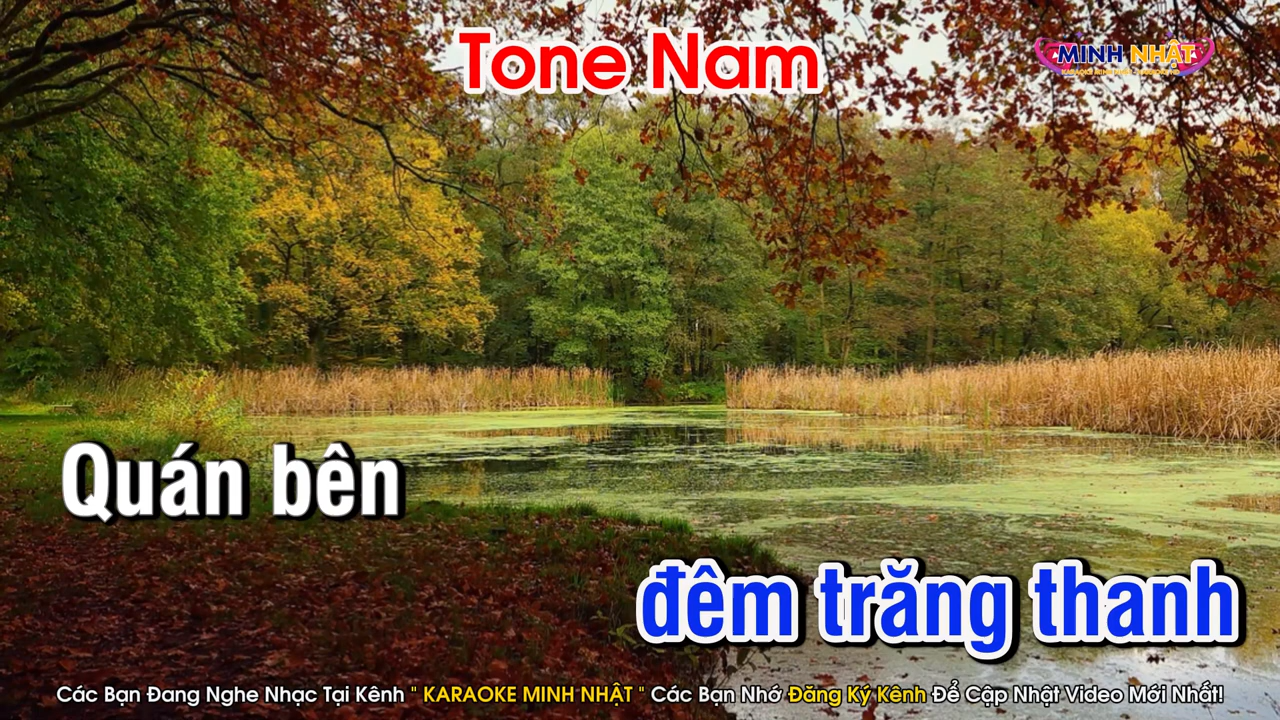 Tone Nam
MINH NHẬT
Quán bên
đêm trăng thanh
Các Bạn Đang Nghe Nhạc Tại Kênh " KARAOKE MINH NHẬT " Các Bạn Nhớ Đăng Ký Kênh Để Cập Nhật Video Mới Nhất!